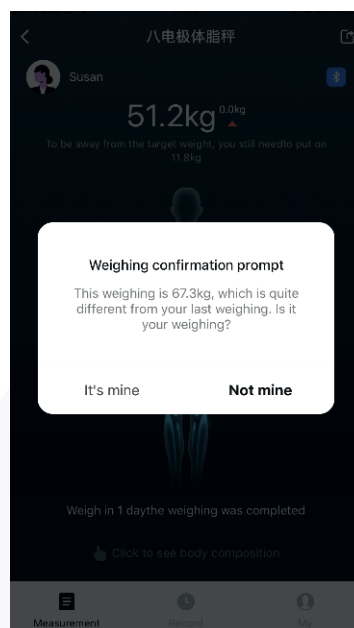 八电极体脂秤
Susan
51.2kg 0.0kg
To be away from the target weight, you still needto put on
11.8kg
Weighing confirmation prompt
This weighing is 67.3kg, which is quite
different from your last weighing. Is it
your weighing?
It's mine Not mine
Weigh in 1 daythe weighing was completed
Click to see body composition
Measurement Record My